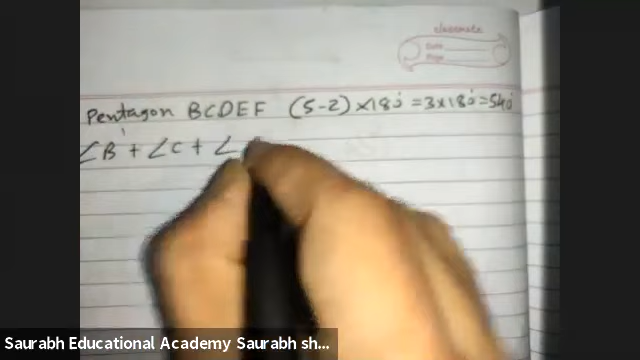 classmate
Date
Page
Pentagon BCDEF (5-2) ×180° =3×180°=540°
∠B + ∠C + ∠
Saurabh Educational Academy Saurabh sh...